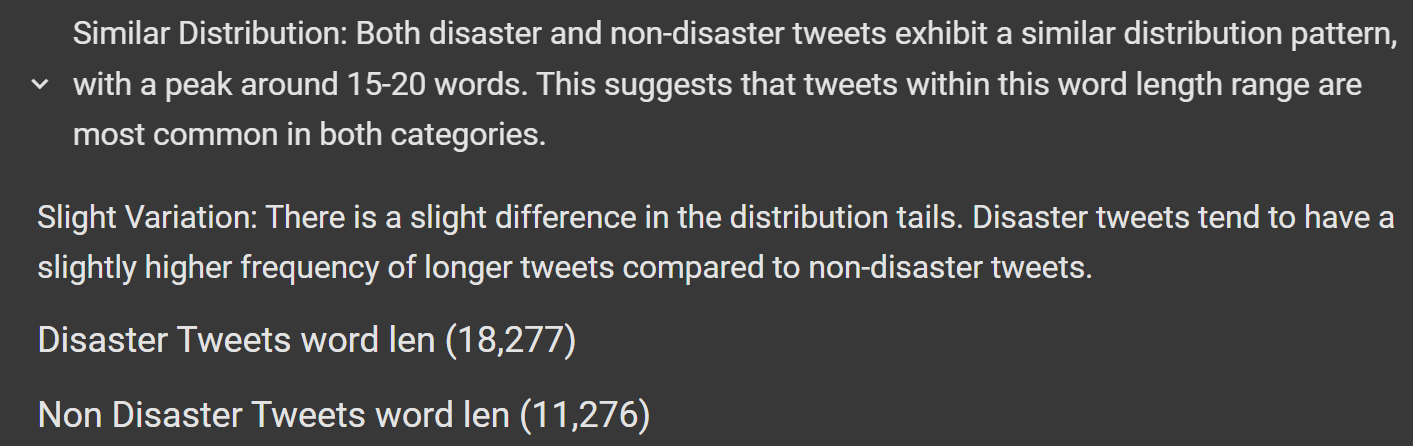 Similar Distribution: Both disaster and non-disaster tweets exhibit a similar distribution pattern,
with a peak around 15-20 words. This suggests that tweets within this word length range are
most common in both categories.
Slight Variation: There is a slight difference in the distribution tails. Disaster tweets tend to have a
slightly higher frequency of longer tweets compared to non-disaster tweets.
Disaster Tweets word len (18,277)
Non Disaster Tweets word len (11,276)